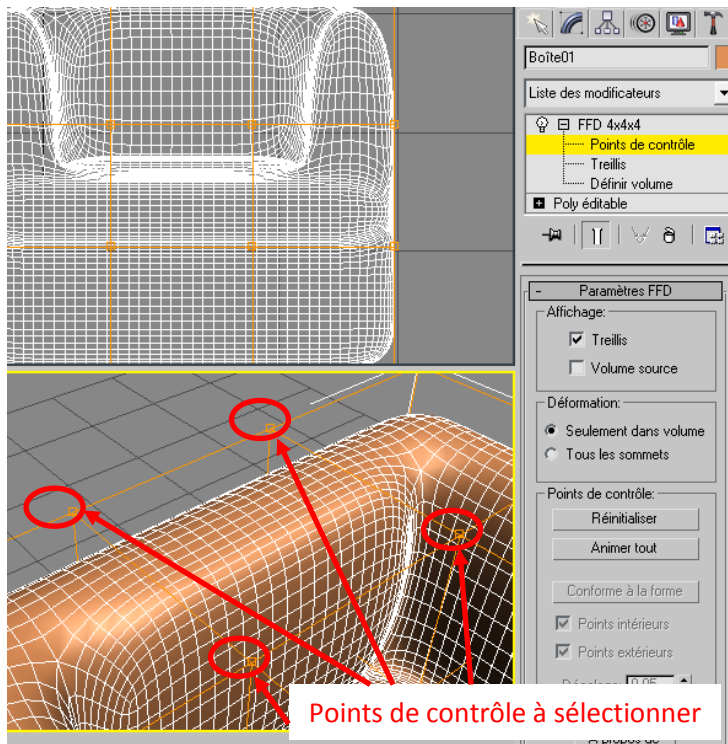 Boîte01
Liste des modificateurs
FFD 4x4x4
Points de contrôle
Treillis
Définir volume
Poly éditable
- Paramètres FFD
Affichage:
Treillis
Volume source
Déformation:
Seulement dans volume
Tous les sommets
Points de contrôle:
Réinitialiser
Animer tout
Conforme à la forme
Points intérieurs
Points extérieurs
Points de contrôle à sélectionner